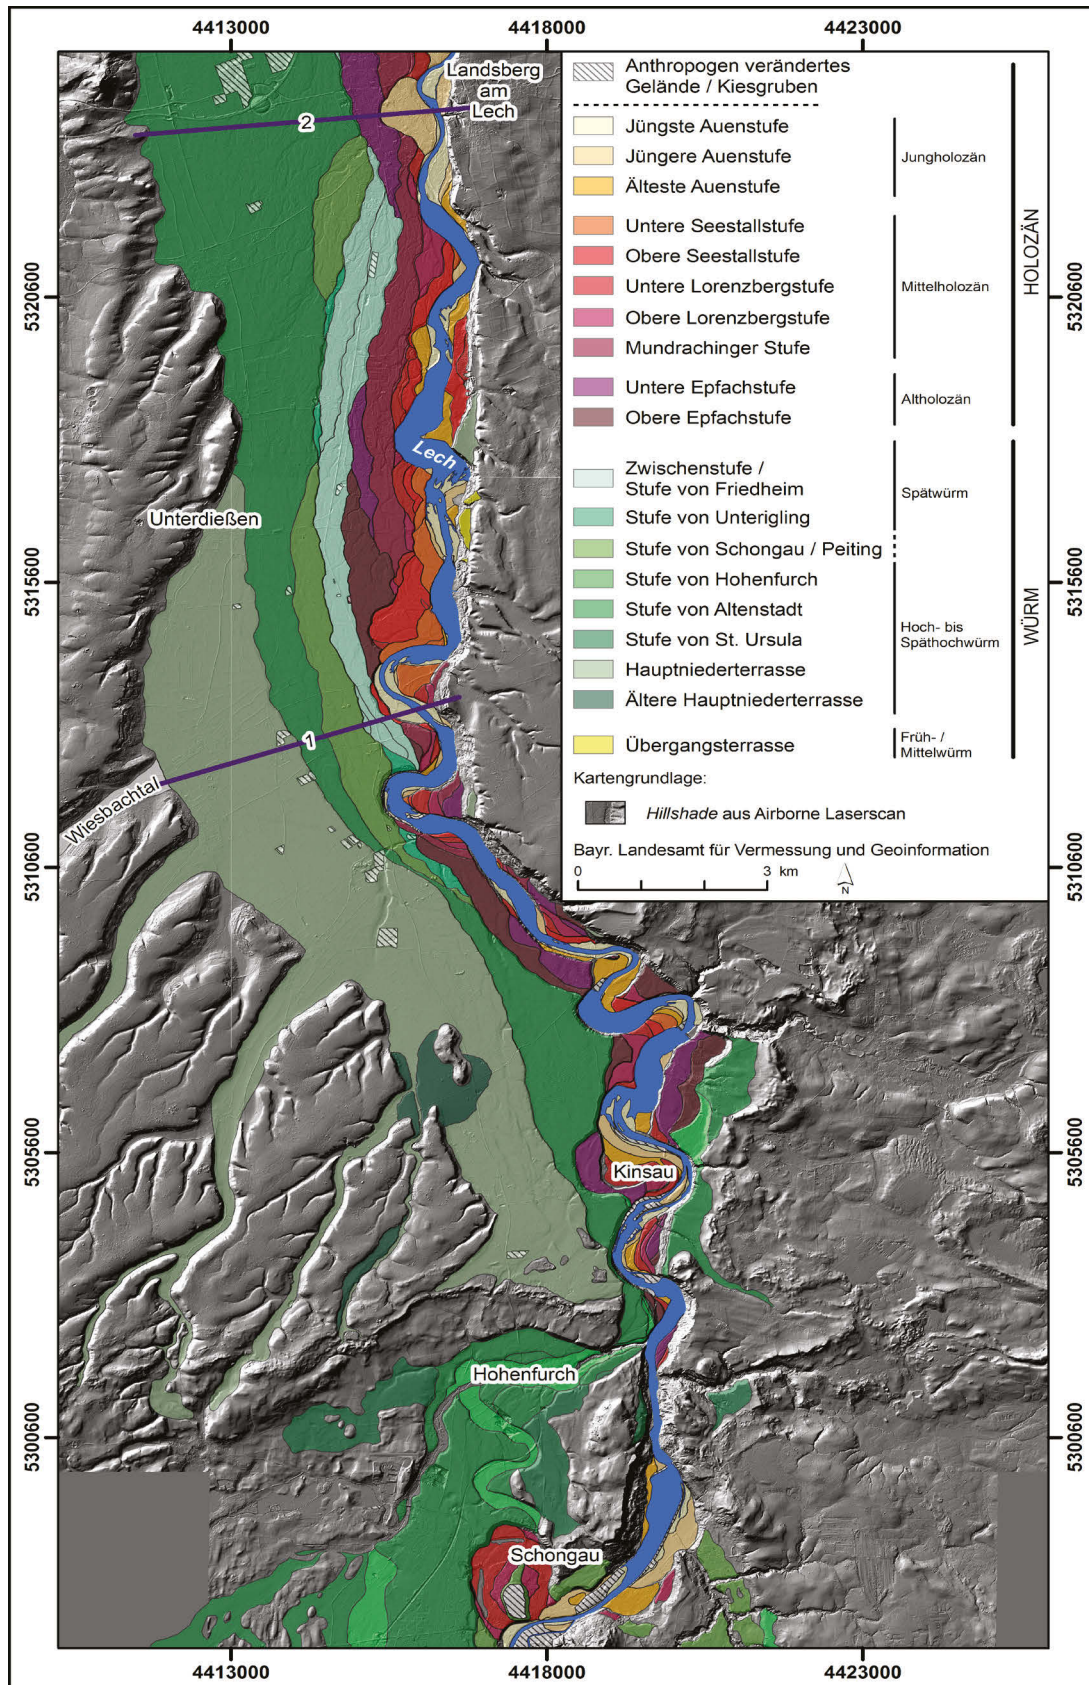 4413000
4418000
4423000
Landsberg
am
Lech
2
5320600
Lech
Unterdießen
5315600
1
Wiesbachtal
5310600
5305600
Kinsau
Hohenfurch
5300600
Schongau
Anthropogen verändertes
Gelände / Kiesgruben
Jüngste Auenstufe
Jüngere Auenstufe
Älteste Auenstufe
Jungholozän
Untere Seestallstufe
Obere Seestallstufe
Untere Lorenzbergstufe
Obere Lorenzbergstufe
Mundrachinger Stufe
Mittelholozän
Untere Epfachstufe
Obere Epfachstufe
Altholozän
HOLOZÄN
Zwischenstufe /
Stufe von Friedheim
Stufe von Unterigling
Spätwürm
Stufe von Schongau / Peiting
Stufe von Hohenfurch
Stufe von Altenstadt
Stufe von St. Ursula
Hauptniederterrasse
Ältere Hauptniederterrasse
Hoch- bis
Späthochwürm
Übergangsterrasse
Früh- /
Mittelwürm
WÜRM
Kartengrundlage:
Hillshade aus Airborne Laserscan
Bayr. Landesamt für Vermessung und Geoinformation
0 3 km
N
5320600
5315600
5310600
5305600
5300600
4413000
4418000
4423000